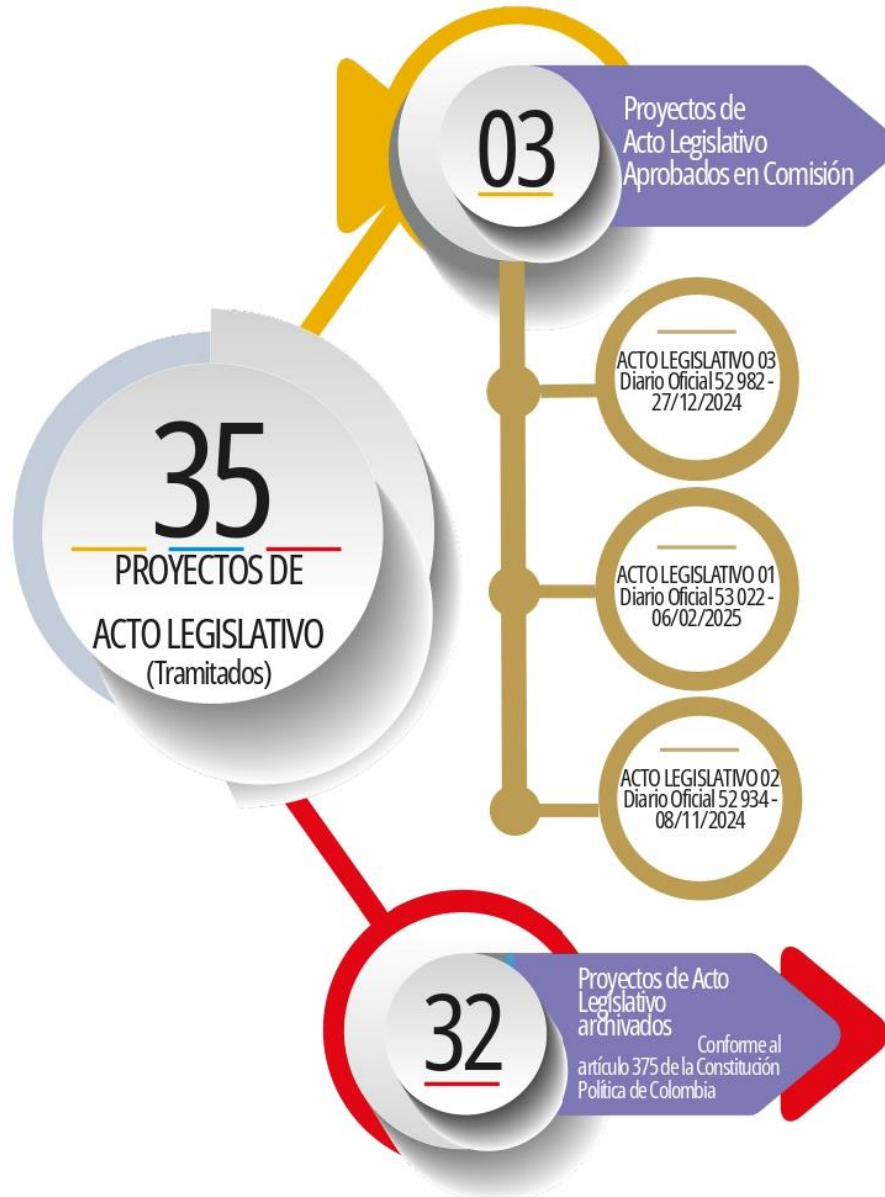 03
Proyectos de
Acto Legislativo
Aprobados en Comisión
ACTO LEGISLATIVO 03
Diario Oficial 52 982 -
27/12/2024
35
PROYECTOS DE
ACTO LEGISLATIVO
(Tramitados)
ACTO LEGISLATIVO 01
Diario Oficial 53 022 -
06/02/2025
ACTO LEGISLATIVO 02
Diario Oficial 52 934 -
08/11/2024
32
Proyectos de Acto
Legislativo
archivados
Conforme al
artículo 375 de la Constitución
Política de Colombia